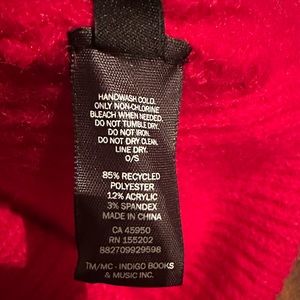 HANDWASH COLD.
ONLY NON-CHLORINE
BLEACH WHEN NEEDED.
DO NOT TUMBLE DRY.
DO NOT IRON.
DO NOT DRY CLEAN.
LINE DRY.
O/S
85% RECYCLED
POLYESTER
12% ACRYLIC
3% SPANDEX
MADE IN CHINA
CA 45950
RN 155202
882709929598
TM/MC - INDIGO BOOKS
& MUSIC INC.